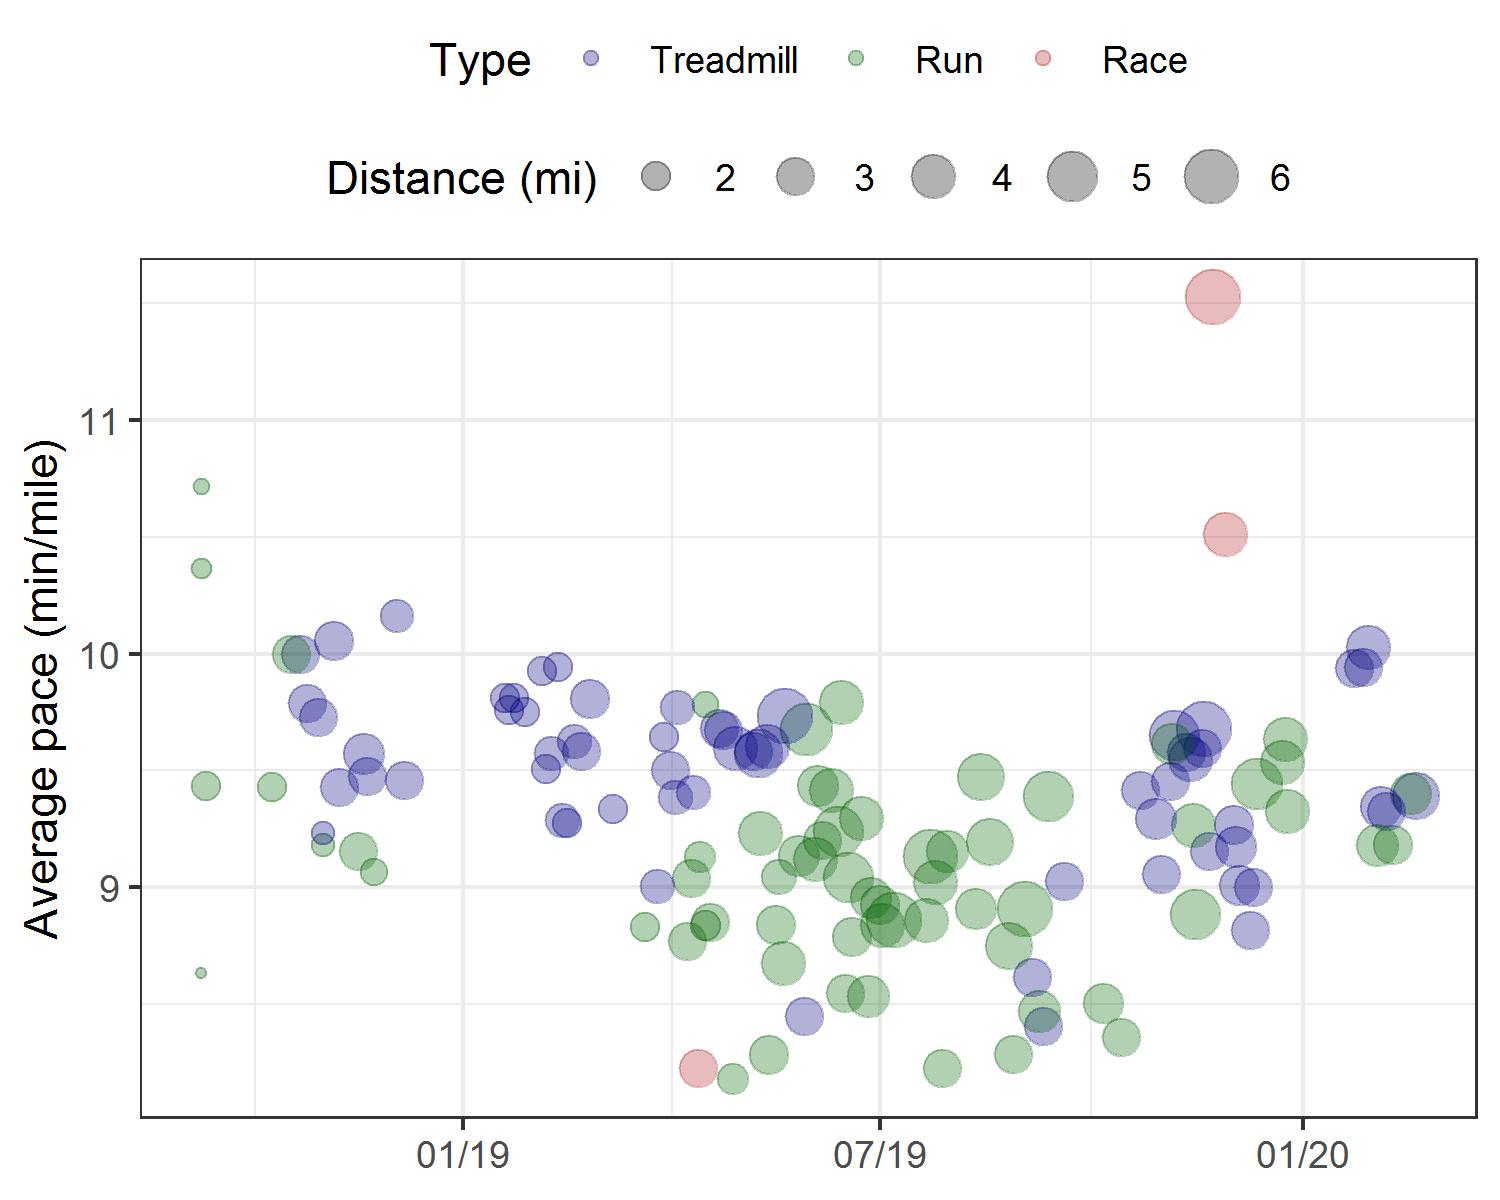 Type Treadmill Run Race
Distance (mi) 2 3 4 5 6
Average pace (min/mile)
11
10
9
01/19 07/19 01/20